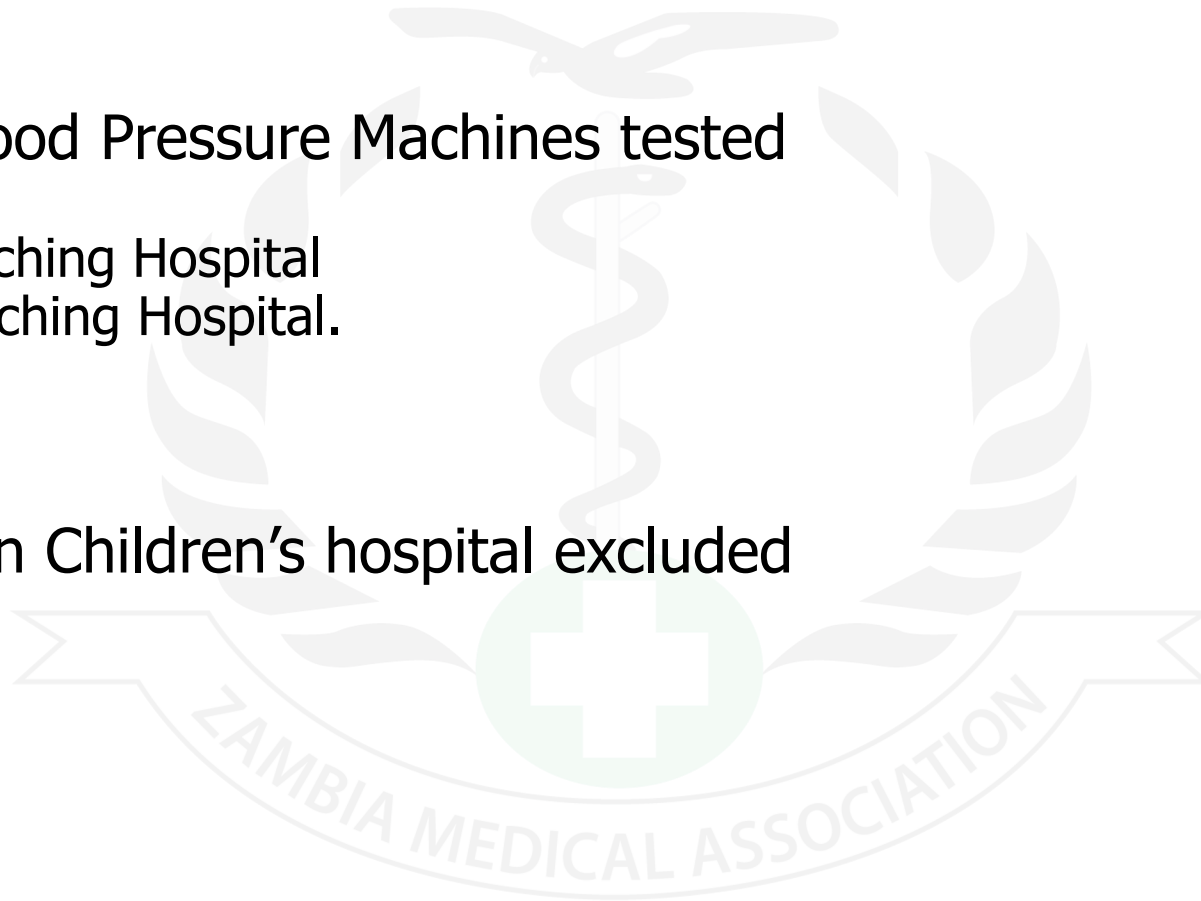 ood Pressure Machines tested
ching Hospital
ching Hospital.
n Children’s hospital excluded
ZAMBIA MEDICAL ASSOCIATION